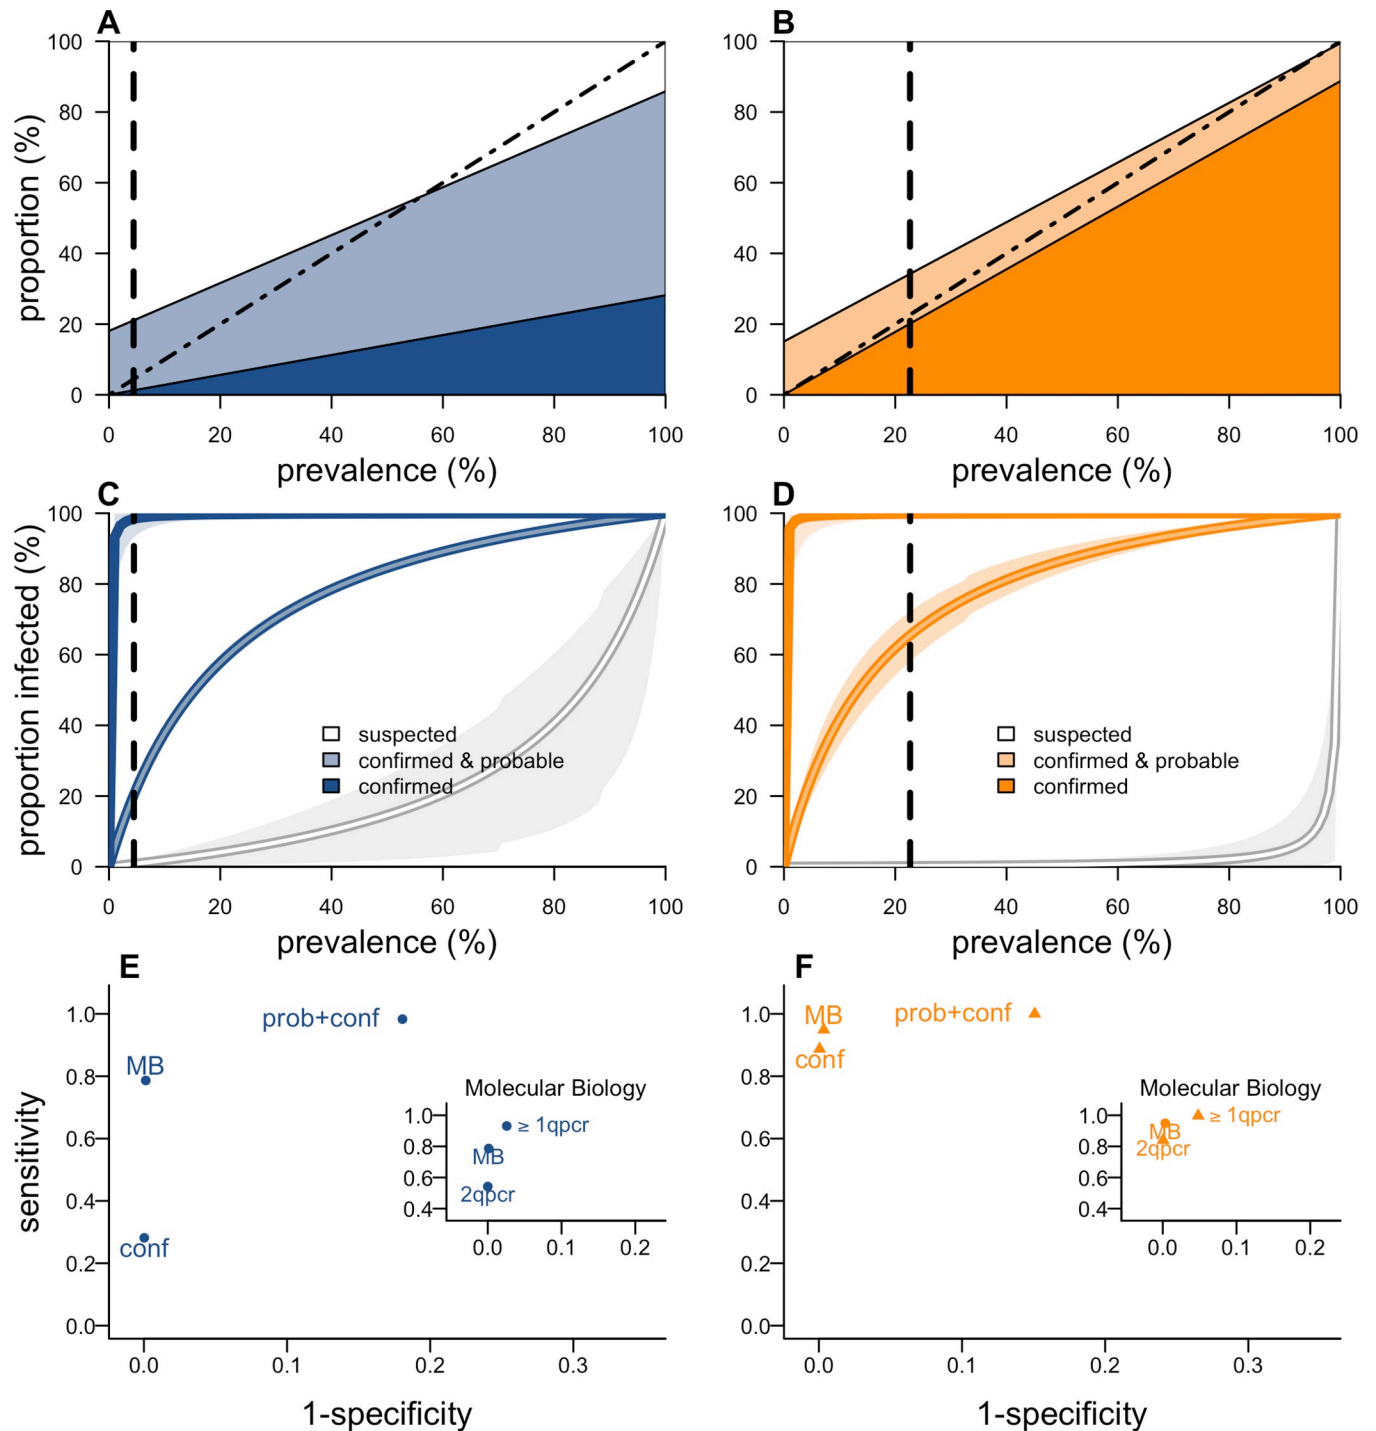 A
B
100
80
60
40
20
0
proportion (%)
0 20 40 60 80 100
prevalence (%)
100
80
60
40
20
0
0 20 40 60 80 100
prevalence (%)
C
D
100
80
60
40
20
0
proportion infected (%)
suspected
confirmed & probable
confirmed
0 20 40 60 80 100
prevalence (%)
100
80
60
40
20
0
suspected
confirmed & probable
confirmed
0 20 40 60 80 100
prevalence (%)
E
F
1.0
0.8
0.6
0.4
0.2
0.0
sensitivity
prob+conf
MB
conf
Molecular Biology
1.0
0.8
0.6
0.4
≥ 1qpcr
MB
2qpcr
0.0 0.1 0.2
0.0 0.1 0.2 0.3
1-specificity
1.0
0.8
0.6
0.4
0.2
0.0
MB
prob+conf
conf
Molecular Biology
1.0
0.8
0.6
0.4
≥ 1qpcr
MB
2qpcr
0.0 0.1 0.2
0.0 0.1 0.2 0.3
1-specificity